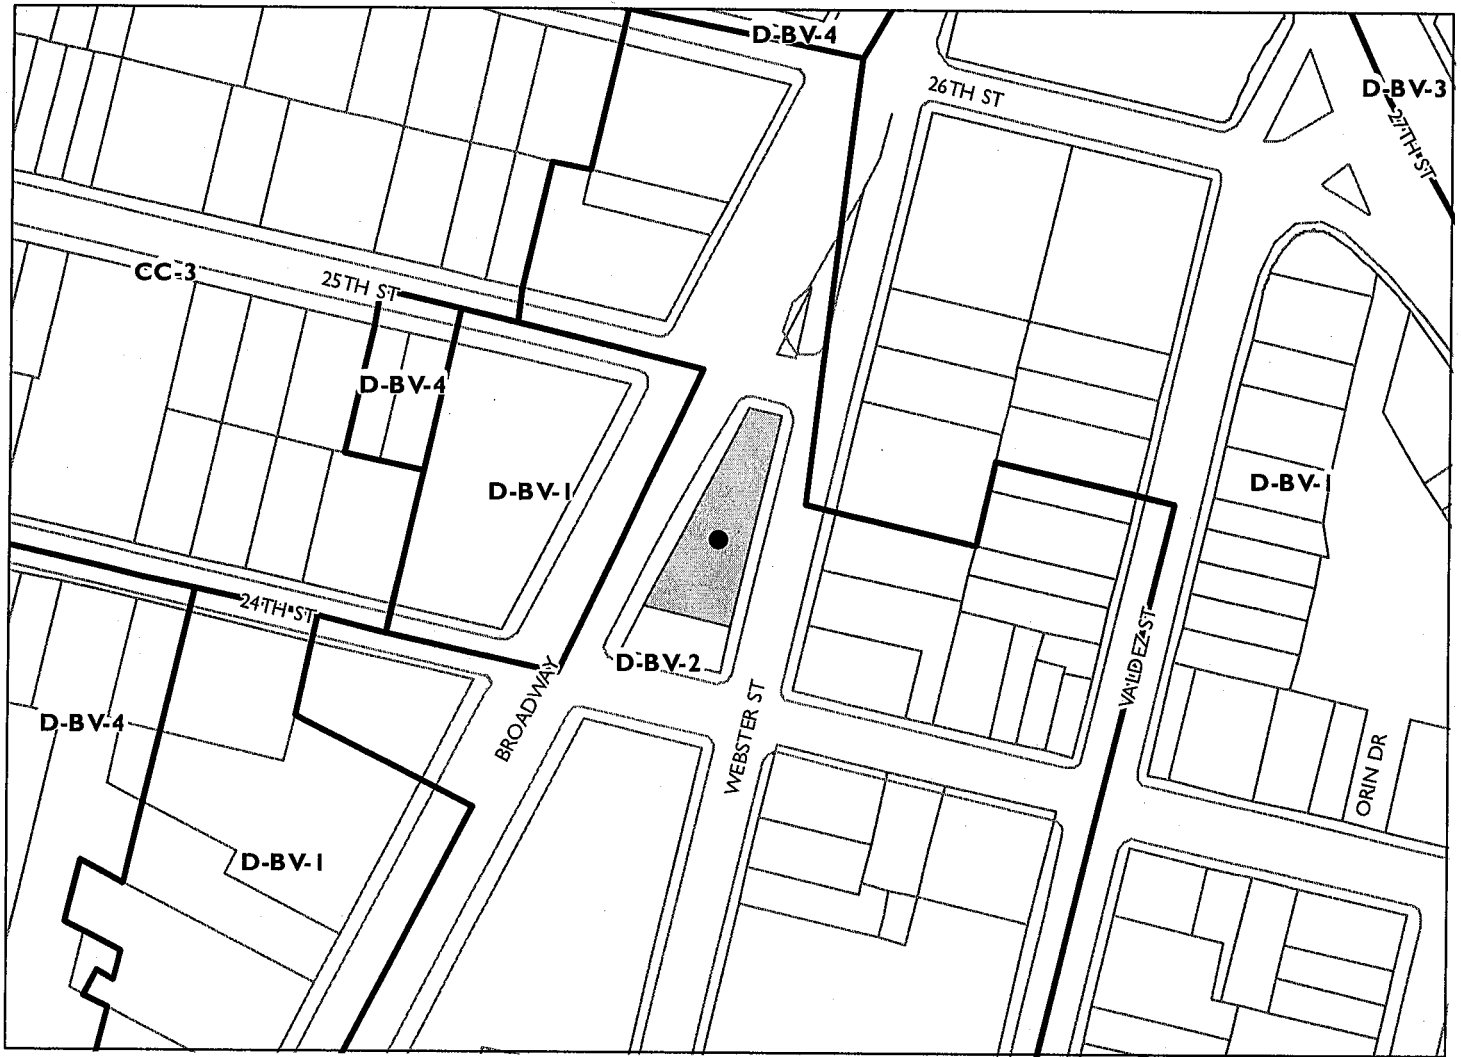 D-BV-4
26TH ST
D-BV-3
27TH ST
CC-3
25TH ST
D-BV-4
D-BV-1
D-BV-1
24TH ST
D-BV-2
VALDEZ ST
BROADWAY
WEBSTER ST
D-BV-4
ORIN DR
D-BV-1